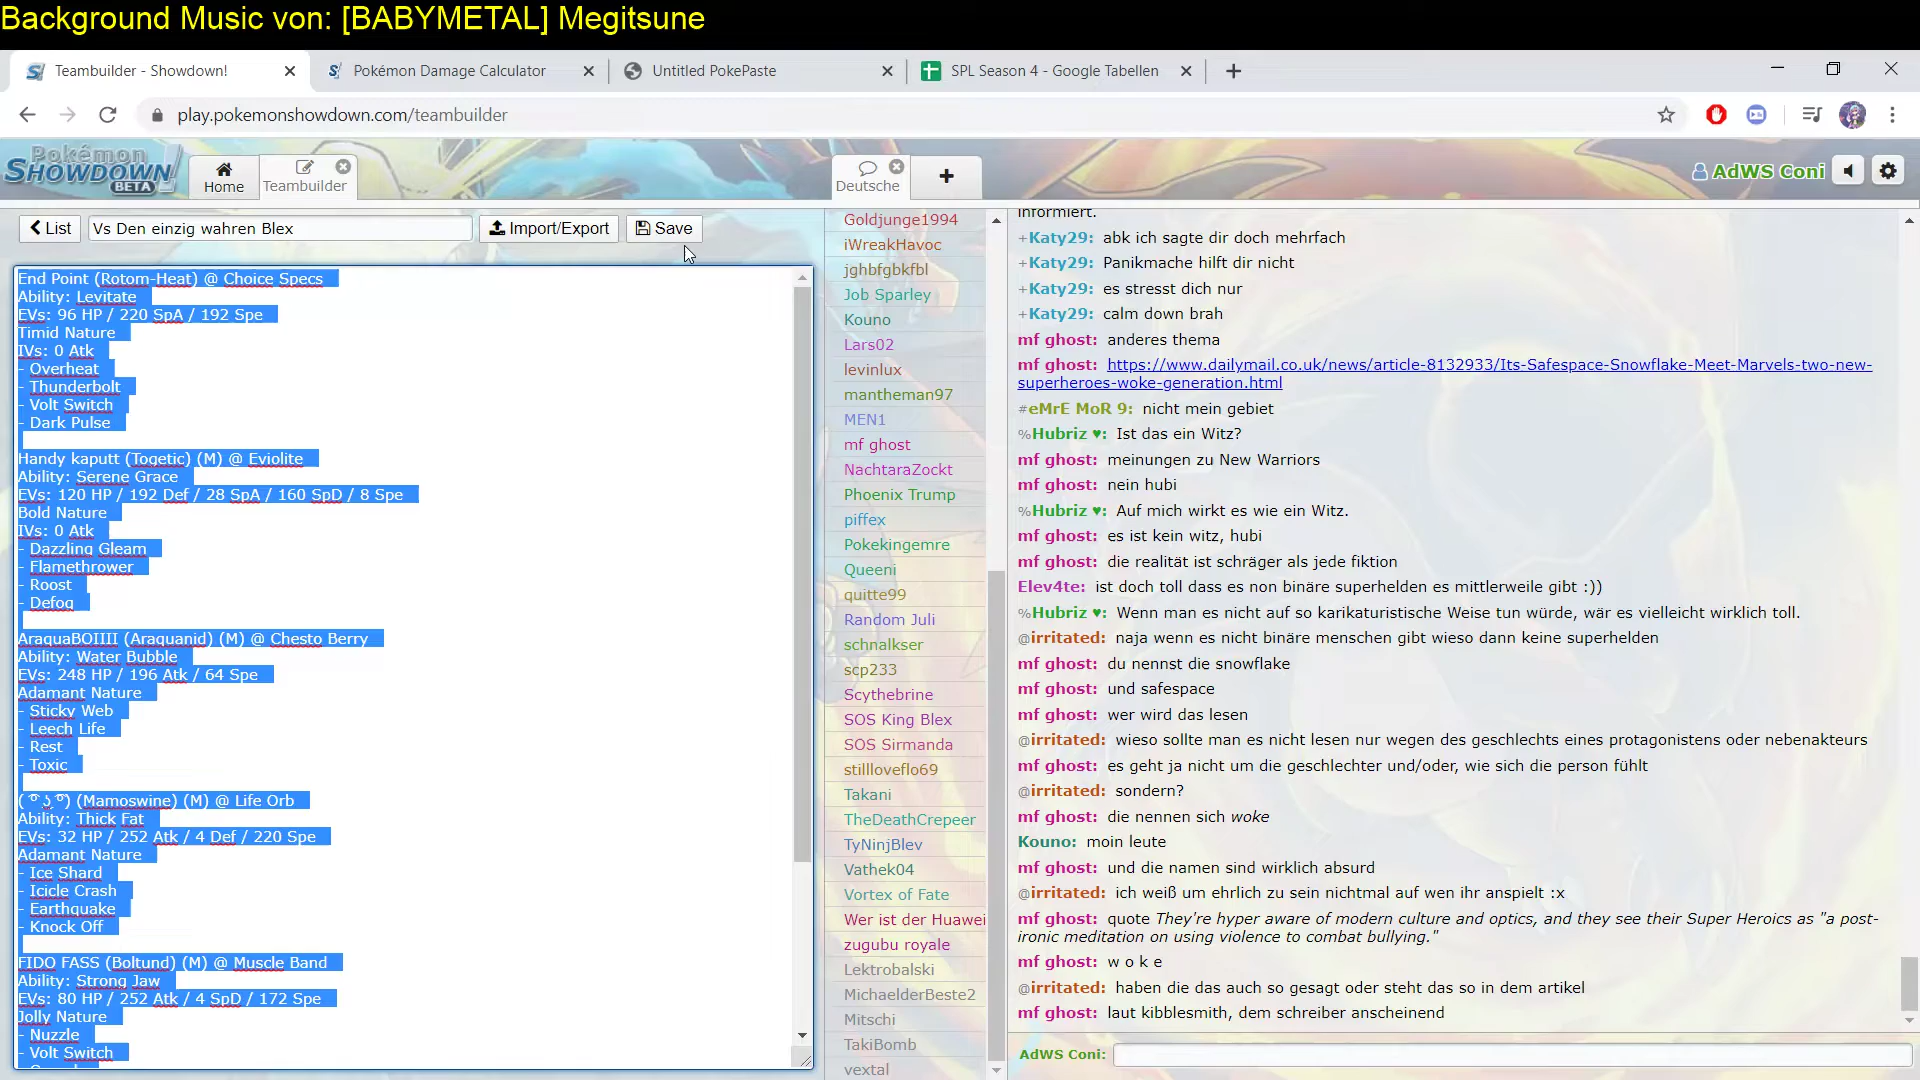 Background Music von: [BABYMETAL] Megitsune
Teambuilder - Showdown!
Pokémon Damage Calculator
Untitled PokePaste
SPL Season 4 - Google Tabellen
play.pokemonshowdown.com/teambuilder
Pokémon
SHOWDOWN
BETA
Home
Teambuilder
Deutsche
AdWS Coni
List
Vs Den einzig wahren Blex
Import/Export
Save
End Point (Rotom-Heat) @ Choice Specs
Ability: Levitate
EVs: 96 HP / 220 SpA / 192 Spe
Timid Nature
IVs: 0 Atk
- Overheat
- Thunderbolt
- Volt Switch
- Dark Pulse
Handy kaputt (Togetic) (M) @ Eviolite
Ability: Serene Grace
EVs: 120 HP / 192 Def / 28 SpA / 160 SpD / 8 Spe
Bold Nature
IVs: 0 Atk
- Dazzling Gleam
- Flamethrower
- Roost
- Defog
AraquaBOIIII (Araquanid) (M) @ Chesto Berry
Ability: Water Bubble
EVs: 248 HP / 196 Atk / 64 Spe
Adamant Nature
- Sticky Web
- Leech Life
- Rest
- Toxic
( ͡° ͜ʖ ͡°) (Mamoswine) (M) @ Life Orb
Ability: Thick Fat
EVs: 32 HP / 252 Atk / 4 Def / 220 Spe
Adamant Nature
- Ice Shard
- Icicle Crash
- Earthquake
- Knock Off
FIDO FASS (Boltund) (M) @ Muscle Band
Ability: Strong Jaw
EVs: 80 HP / 252 Atk / 4 SpD / 172 Spe
Jolly Nature
- Nuzzle
- Volt Switch
Goldjunge1994
iWreakHavoc
jghbfgbkfbl
Job Sparley
Kouno
Lars02
levinlux
mantheman97
MEN1
mf ghost
NachtaraZockt
Phoenix Trump
piffex
Pokekingemre
Queeni
quitte99
Random Juli
schnalkser
scp233
Scythebrine
SOS King Blex
SOS Sirmanda
stillloveflo69
Takani
TheDeathCrepeer
TyNinjBlev
Vathek04
Vortex of Fate
Wer ist der Huawei
zugubu royale
Lektrobalski
MichaelderBeste2
Mitschi
TakiBomb
vextal
informiert.
+Katy29: abk ich sagte dir doch mehrfach
+Katy29: Panikmache hilft dir nicht
+Katy29: es stresst dich nur
+Katy29: calm down brah
mf ghost: anderes thema
mf ghost: https://www.dailymail.co.uk/news/article-8132933/Its-Safespace-Snowflake-Meet-Marvels-two-new-
superheroes-woke-generation.html
#eMrE MoR 9: nicht mein gebiet
%Hubriz ♥: Ist das ein Witz?
mf ghost: meinungen zu New Warriors
mf ghost: nein hubi
%Hubriz ♥: Auf mich wirkt es wie ein Witz.
mf ghost: es ist kein witz, hubi
mf ghost: die realität ist schräger als jede fiktion
Elev4te: ist doch toll dass es non binäre superhelden es mittlerweile gibt :))
%Hubriz ♥: Wenn man es nicht auf so karikaturistische Weise tun würde, wär es vielleicht wirklich toll.
@irritated: naja wenn es nicht binäre menschen gibt wieso dann keine superhelden
mf ghost: du nennst die snowflake
mf ghost: und safespace
mf ghost: wer wird das lesen
@irritated: wieso sollte man es nicht lesen nur wegen des geschlechts eines protagonistens oder nebenakteurs
mf ghost: es geht ja nicht um die geschlechter und/oder, wie sich die person fühlt
@irritated: sondern?
mf ghost: die nennen sich woke
Kouno: moin leute
mf ghost: und die namen sind wirklich absurd
@irritated: ich weiß um ehrlich zu sein nichtmal auf wen ihr anspielt :x
mf ghost: quote They're hyper aware of modern culture and optics, and they see their Super Heroics as "a post-
ironic meditation on using violence to combat bullying."
mf ghost: w o k e
@irritated: haben die das auch so gesagt oder steht das so in dem artikel
mf ghost: laut kibblesmith, dem schreiber anscheinend
AdWS Coni: